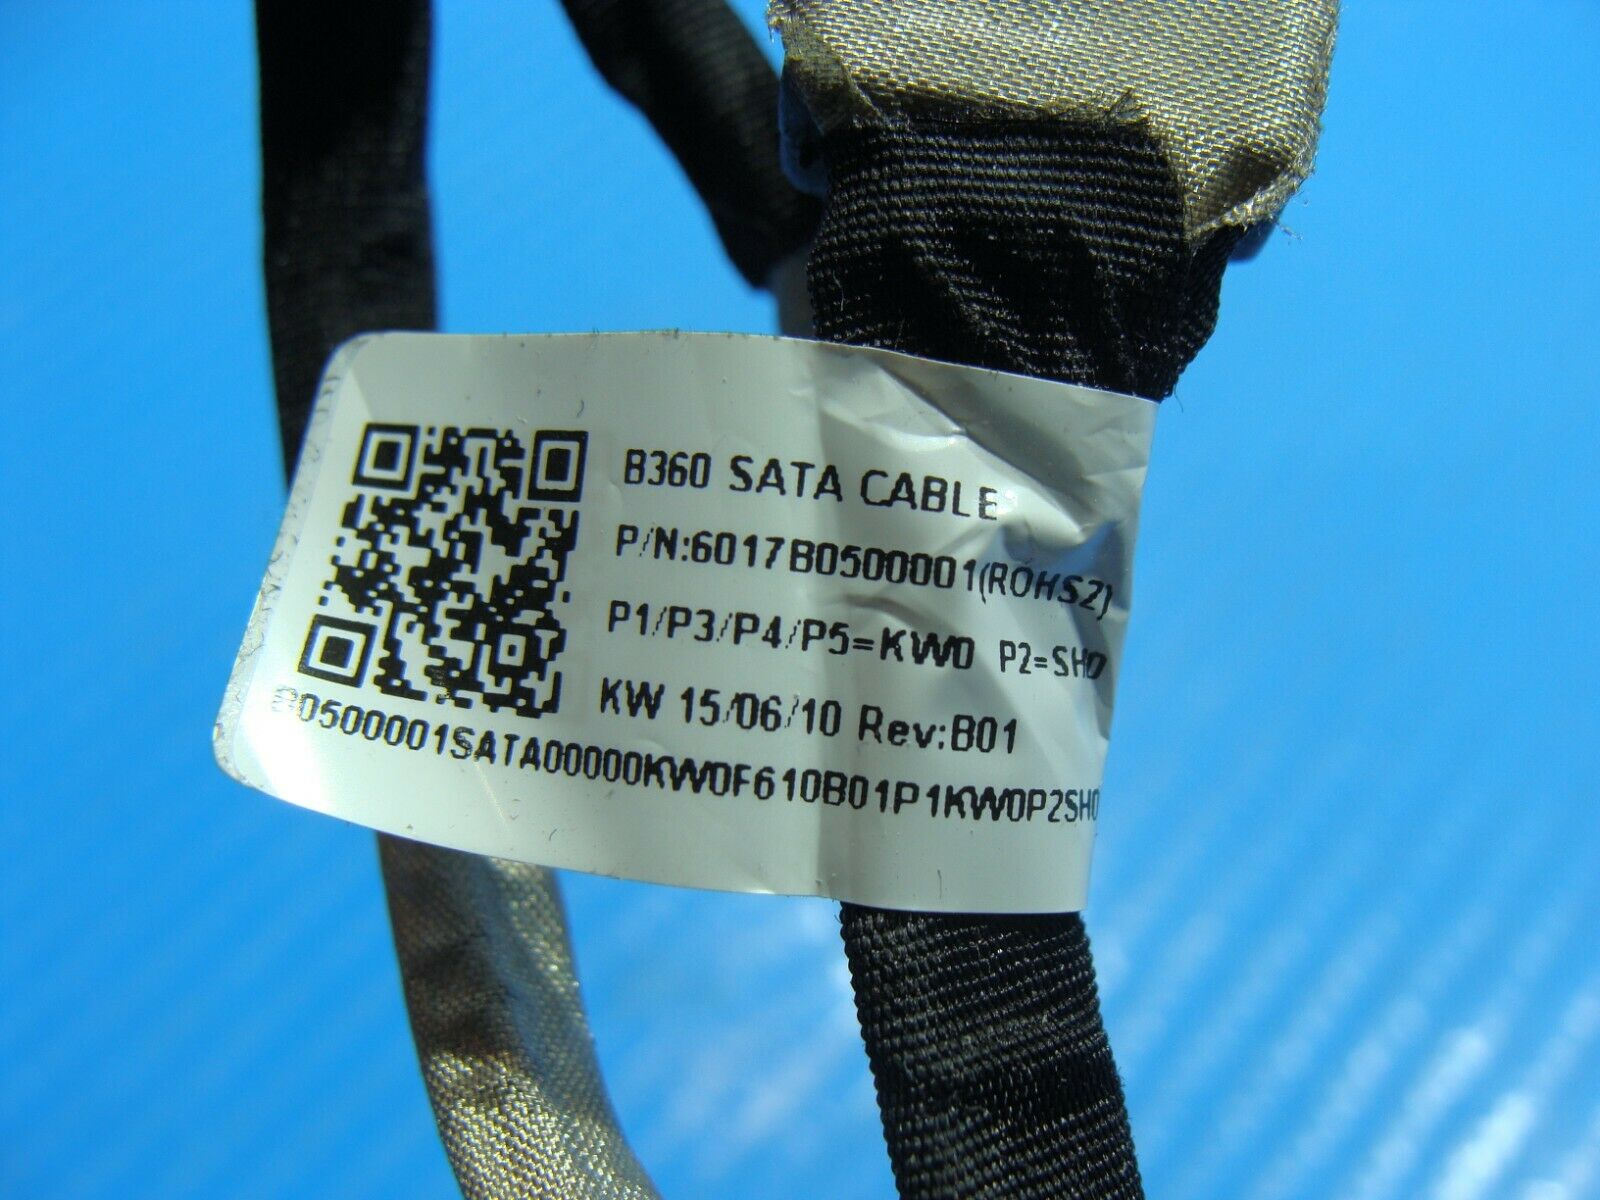 B360 SATA CABLE
P/N:6017B0500001(ROHS2)
P1/P3/P4/P5=KW0 P2=SH0
KW 15/06/10 Rev:B01
B0500001SATA00000KW0F610B01P1KW0P2SH0